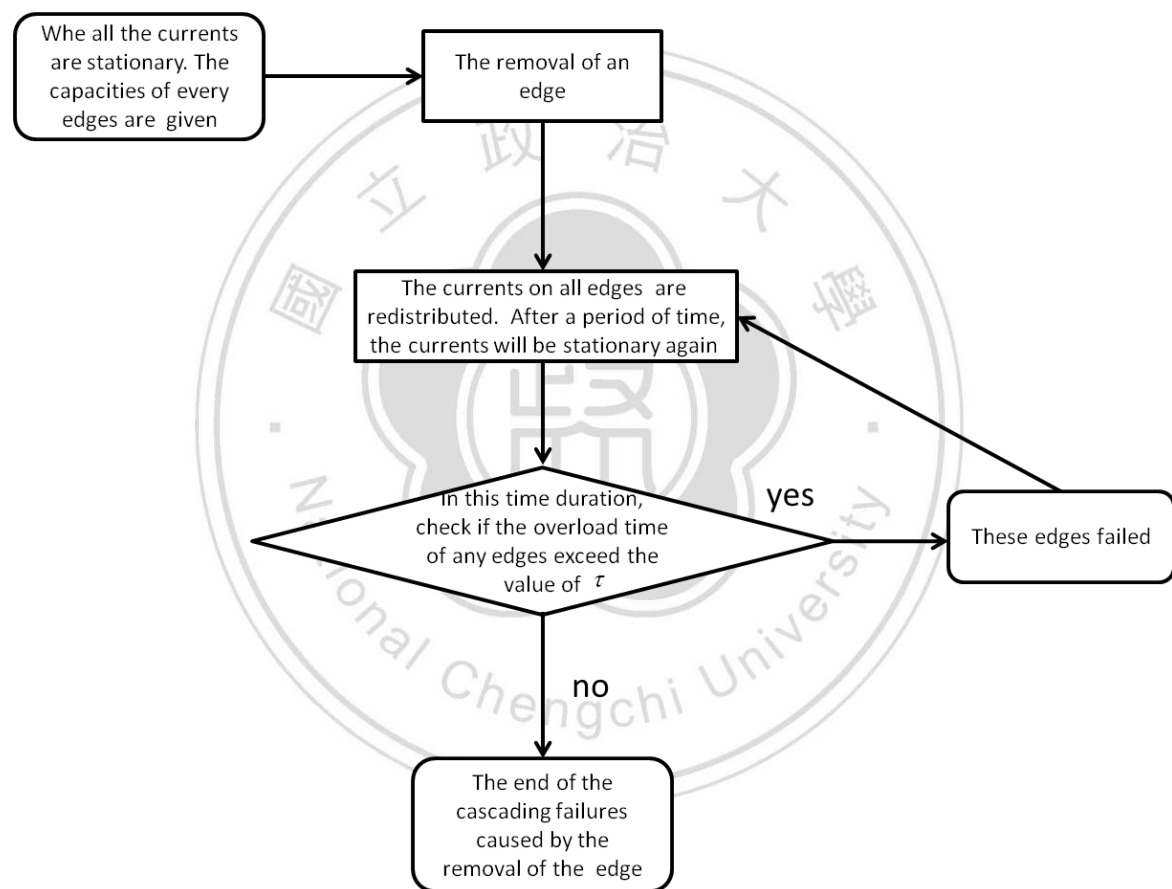 Whe all the currents
are stationary. The
capacities of every
edges are given
The removal of an
edge
The currents on all edges are
redistributed. After a period of time,
the currents will be stationary again
In this time duration,
check if the overload time
of any edges exceed the
value of τ
yes
These edges failed
no
The end of the
cascading failures
caused by the
removal of the edge
國立政治大學
National Chengchi University